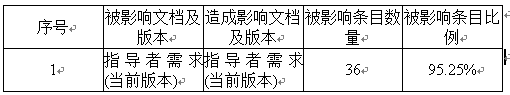 序号 被影响文档及版本 造成影响文档及版本 被影响条目数量 被影响条目比例
1 指导者需求(当前版本) 指导者需求(当前版本) 36 95.25%